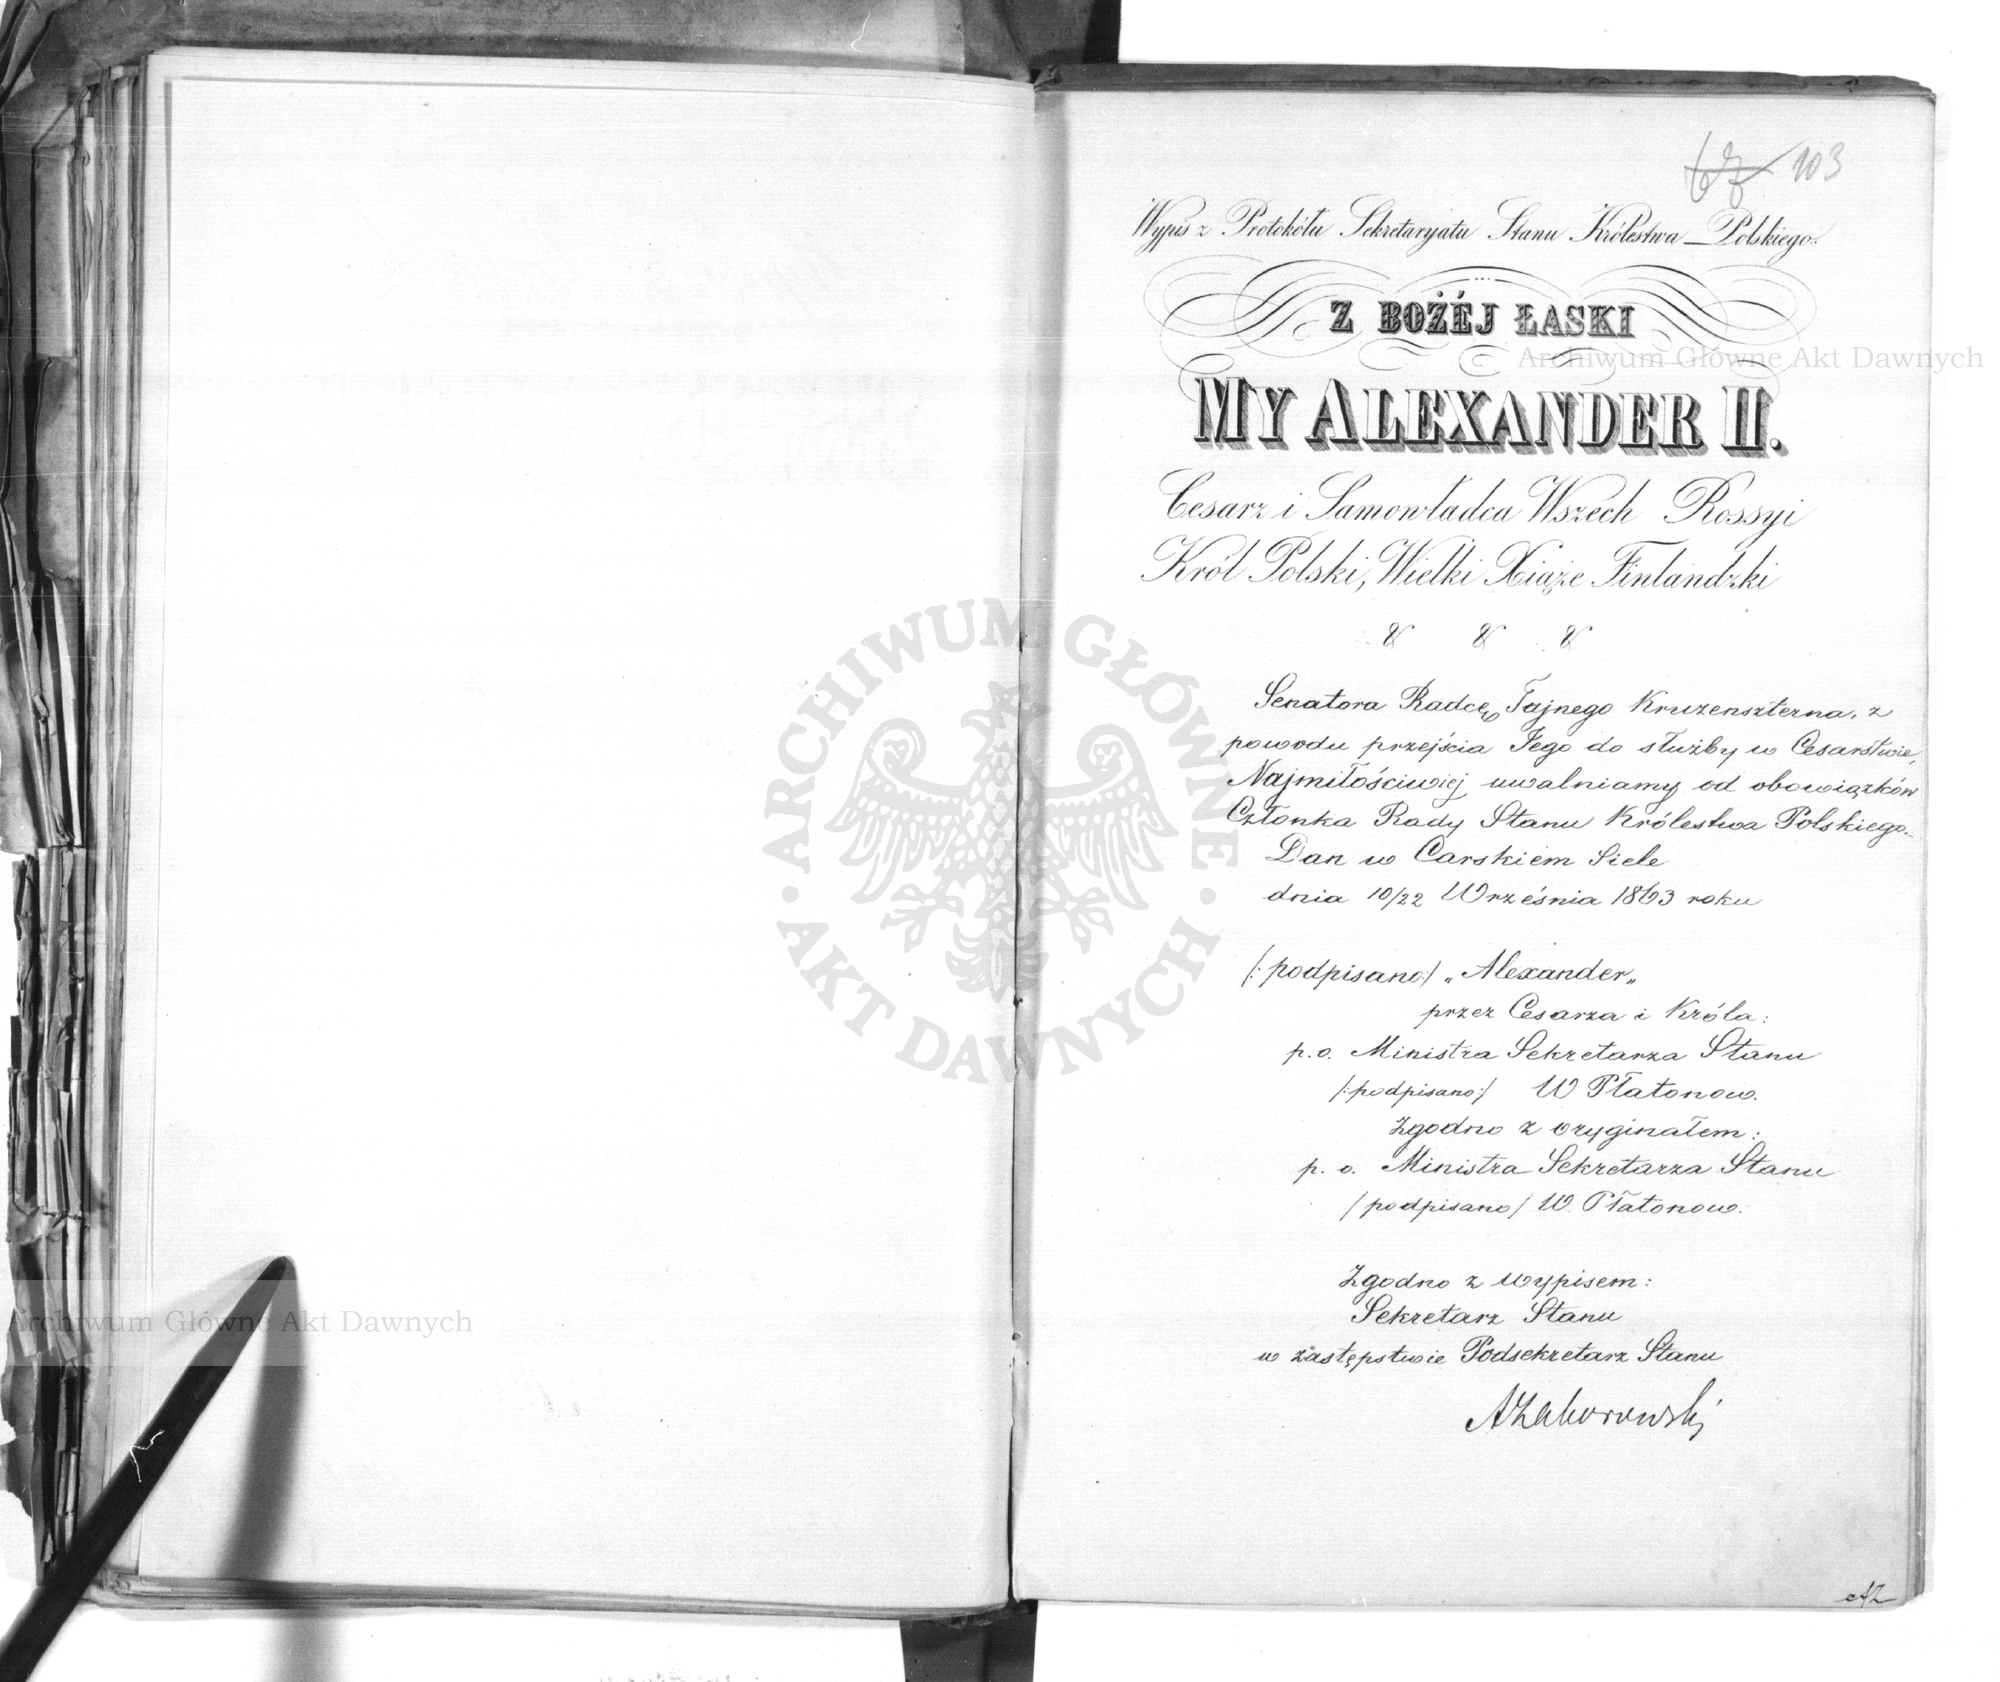 67 103
Wypis z Protokółu Sekretaryatu Stanu Królestwa Polskiego.
Z BOŻÉJ ŁASKI
MY ALEXANDER II.
Cesarz i Samowładca Wszech Rossyi
Król Polski, Wielki Xiąże Finlandzki
& & &
Senatora Radcę Tajnego Kruzenszterna, z
powodu przejścia Jego do służby w Cesarstwie,
Najmiłościwiej uwalniamy od obowiązków
Członka Rady Stanu Królestwa Polskiego.
Dan w Carskiem Siele
dnia 10/22 Września 1863 roku
/: podpisano:/ „Alexander„
przez Cesarza i Króla:
p. o. Ministra Sekretarza Stanu
/: podpisano:/ W Płatonow.
Zgodno z oryginałem:
p. o. Ministra Sekretarza Stanu
/ podpisano / W. Płatonow.
Zgodno z wypisem:
Sekretarz Stanu
w zastępstwie Podsekretarz Stanu
AZaborowski
AZ
Archiwum Główne Akt Dawnych
Archiwum Główne Akt Dawnych
ARCHIWUM GŁÓWNE · AKT DAWNYCH ·